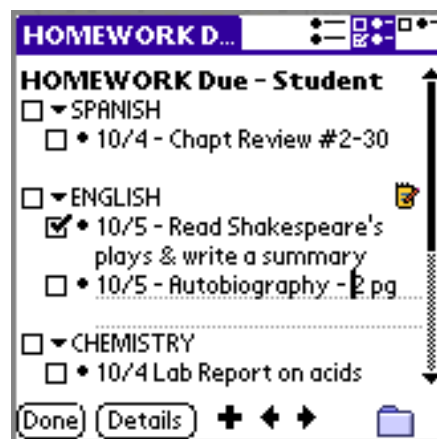 HOMEWORK D...
HOMEWORK Due - Student
SPANISH
• 10/4 - Chapt Review #2-30
ENGLISH
• 10/5 - Read Shakespeare's
plays & write a summary
• 10/5 - Autobiography - 2 pg
CHEMISTRY
• 10/4 Lab Report on acids
Done Details